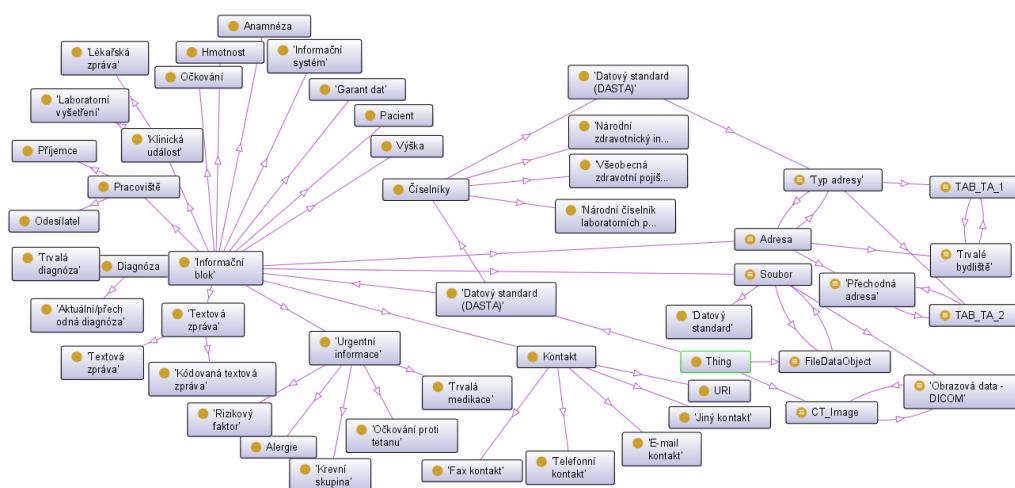 Anamnéza
'Lékařská
zpráva'
Hmotnost
'Informační
systém'
Očkování
'Garant dat'
'Laboratorní
vyšetření'
Pacient
'Klinická
událost'
Výška
Příjemce
Pracoviště
Odesílatel
'Trvalá
diagnóza'
Diagnóza
'Informační
blok'
'Aktuální/přech
odná diagnóza'
'Textová
zpráva'
'Textová
zpráva'
'Kódovaná textová
zpráva'
'Urgentní
informace'
'Rizikový
faktor'
Alergie
'Krevní
skupina'
'Očkování proti
tetanu'
'Trvalá
medikace'
'Datový standard
(DASTA)'
'Národní
zdravotnický in...
'Všeobecná
zdravotní pojiš...
Číselníky
'Národní číselník
laboratorních p...
'Datový standard
(DASTA)'
Kontakt
'Fax kontakt'
'Telefonní
kontakt'
'E-mail
kontakt'
'Jiný kontakt'
URI
Thing
'Typ adresy'
TAB_TA_1
Adresa
'Trvalé
bydliště'
Soubor
'Přechodná
adresa'
TAB_TA_2
'Datový
standard'
FileDataObject
CT_Image
'Obrazová data -
DICOM'